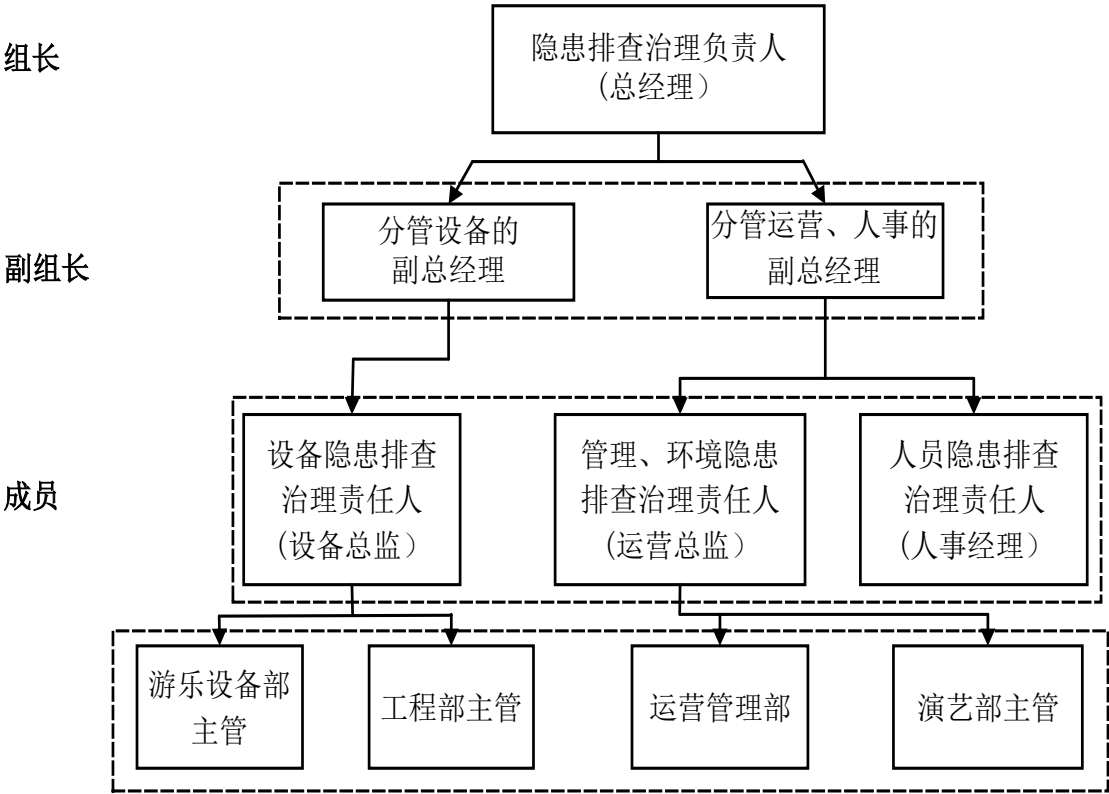 组长
隐患排查治理负责人
(总经理）
副组长
分管设备的
副总经理
分管运营、人事的
副总经理
成员
设备隐患排查
治理责任人
(设备总监）
管理、环境隐患
排查治理责任人
(运营总监）
人员隐患排查
治理责任人
(人事经理）
游乐设备部
主管
工程部主管
运营管理部
演艺部主管